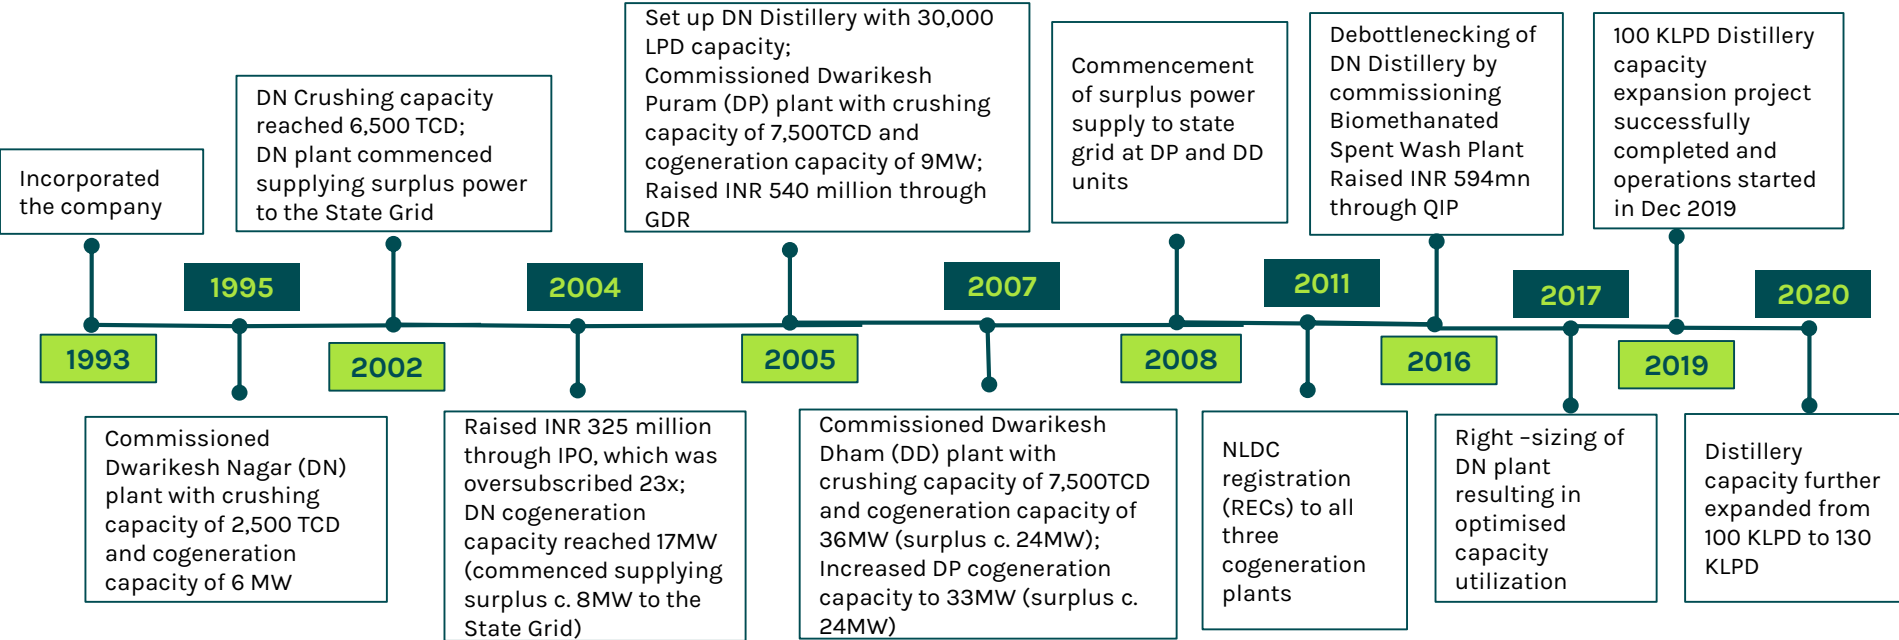 Incorporated
the company
1993
1995
Commissioned
Dwarikesh Nagar (DN)
plant with crushing
capacity of 2,500 TCD
and cogeneration
capacity of 6 MW
DN Crushing capacity
reached 6,500 TCD;
DN plant commenced
supplying surplus power
to the State Grid
2002
2004
Raised INR 325 million
through IPO, which was
oversubscribed 23x;
DN cogeneration
capacity reached 17MW
(commenced supplying
surplus c. 8MW to the
State Grid)
Set up DN Distillery with 30,000
LPD capacity;
Commissioned Dwarikesh
Puram (DP) plant with crushing
capacity of 7,500TCD and
cogeneration capacity of 9MW;
Raised INR 540 million through
GDR
2005
2007
Commissioned Dwarikesh
Dham (DD) plant with
crushing capacity of 7,500TCD
and cogeneration capacity of
36MW (surplus c. 24MW);
Increased DP cogeneration
capacity to 33MW (surplus c.
24MW)
Commencement
of surplus power
supply to state
grid at DP and DD
units
2008
2011
NLDC
registration
(RECs) to all
three
cogeneration
plants
Debottlenecking of
DN Distillery by
commissioning
Biomethanated
Spent Wash Plant
Raised INR 594mn
through QIP
2016
2017
Right –sizing of
DN plant
resulting in
optimised
capacity
utilization
100 KLPD Distillery
capacity
expansion project
successfully
completed and
operations started
in Dec 2019
2019
2020
Distillery
capacity further
expanded from
100 KLPD to 130
KLPD